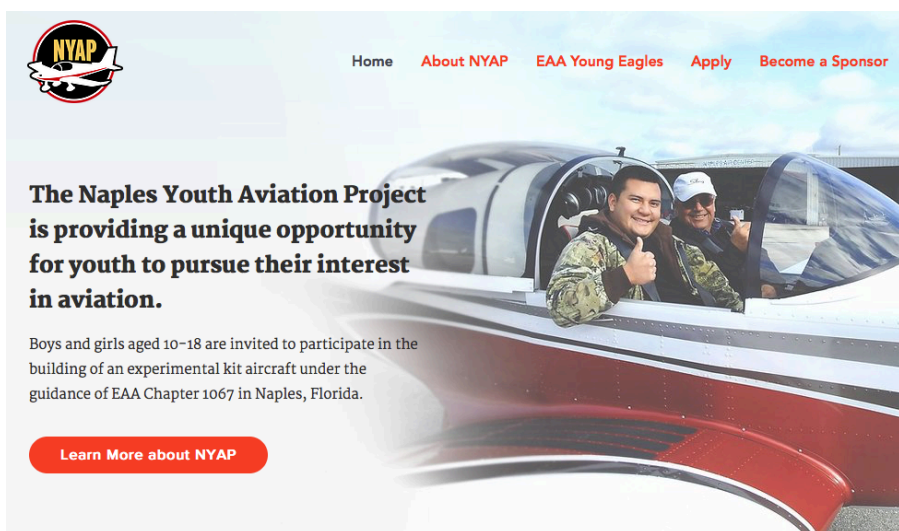 NYAP
Home About NYAP EAA Young Eagles Apply Become a Sponsor
The Naples Youth Aviation Project
is providing a unique opportunity
for youth to pursue their interest
in aviation.
Boys and girls aged 10-18 are invited to participate in the
building of an experimental kit aircraft under the
guidance of EAA Chapter 1067 in Naples, Florida.
Learn More about NYAP